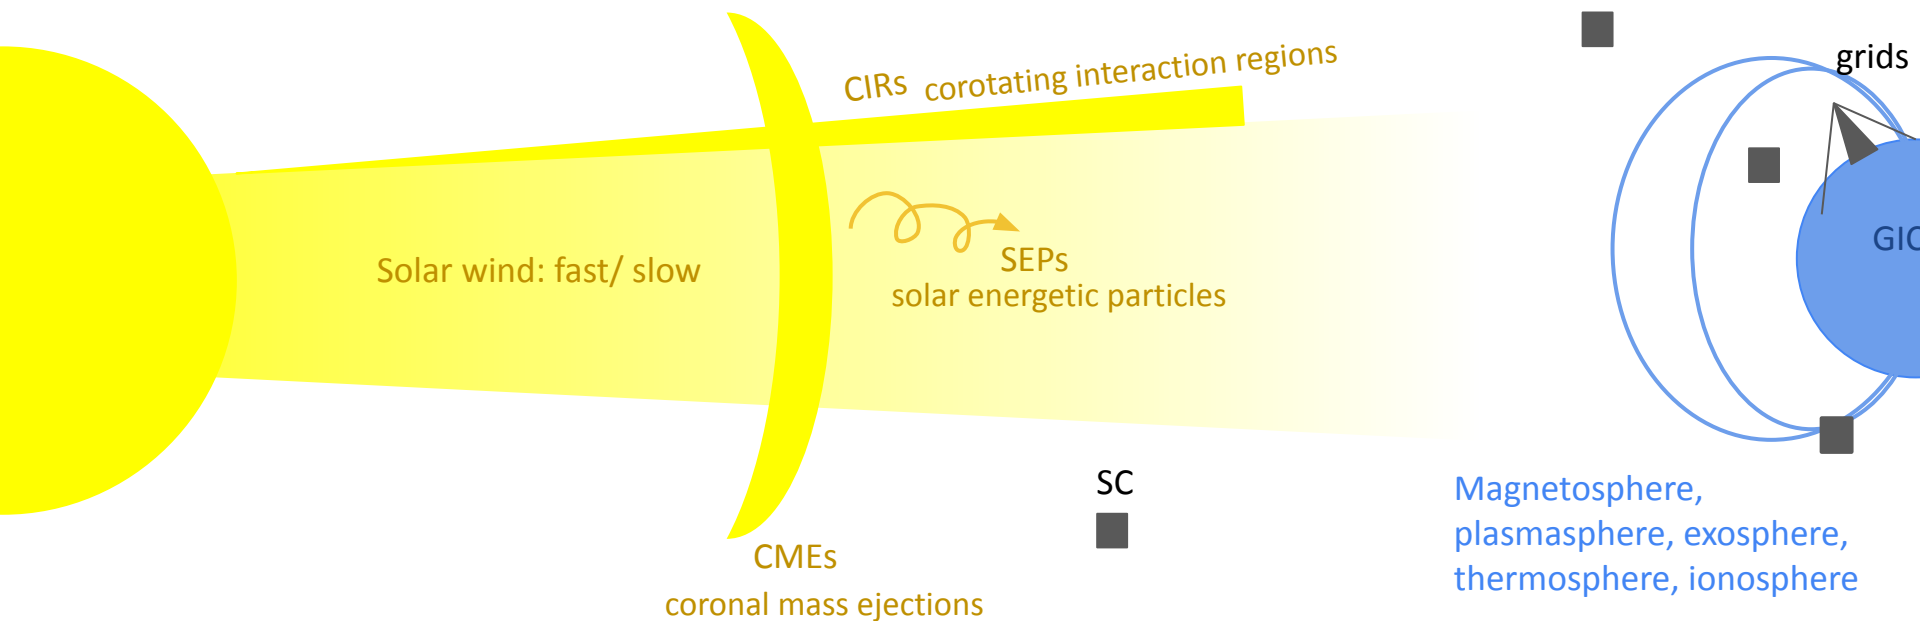 grids
CIRs corotating interaction regions
GIC
Solar wind: fast/ slow
SEPs
solar energetic particles
SC
Magnetosphere,
plasmasphere, exosphere,
thermosphere, ionosphere
CMEs
coronal mass ejections